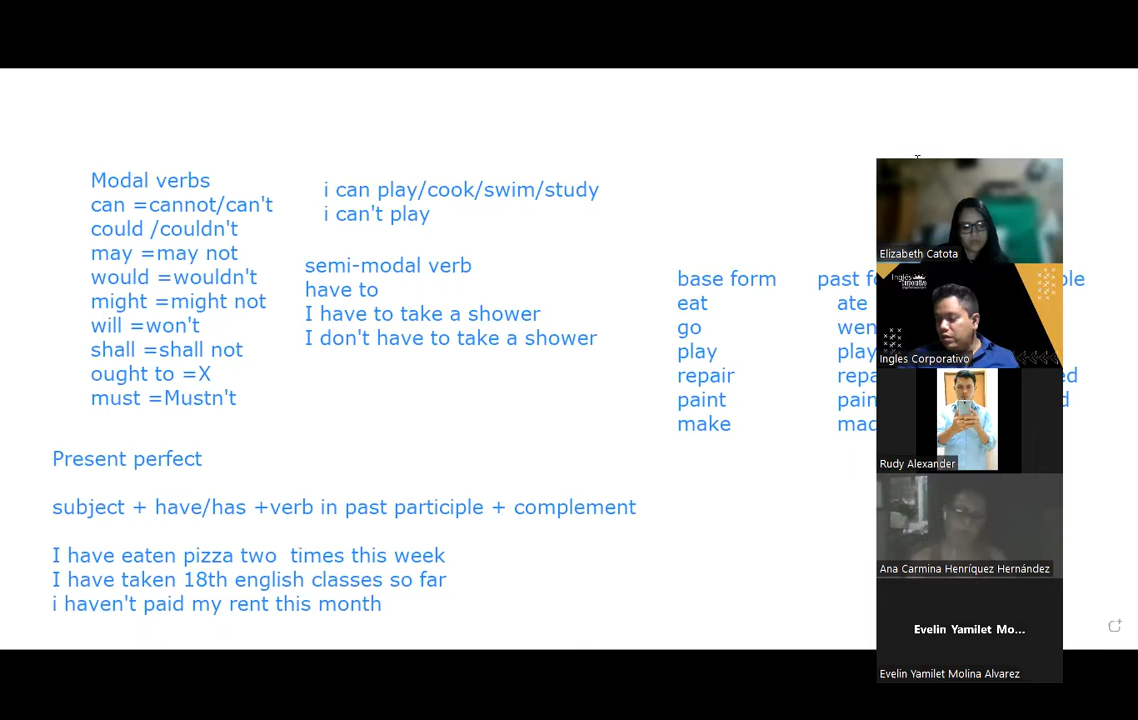 Modal verbs
can =cannot/can't
could /couldn't
may =may not
would =wouldn't
might =might not
will =won't
shall =shall not
ought to =X
must =Mustn't
i can play/cook/swim/study
i can't play
semi-modal verb
have to
I have to take a shower
I don't have to take a shower
base form
eat
go
play
repair
paint
make
past
ate
Present perfect
subject + have/has +verb in past participle + complement
I have eaten pizza two times this week
I have taken 18th english classes so far
i haven't paid my rent this month
Elizabeth Catota
Inglés
Corporativo
Ingles Corporativo
Rudy Alexander
Ana Carmina Henríquez Hernández
Evelin Yamilet Mo...
Evelin Yamilet Molina Alvarez